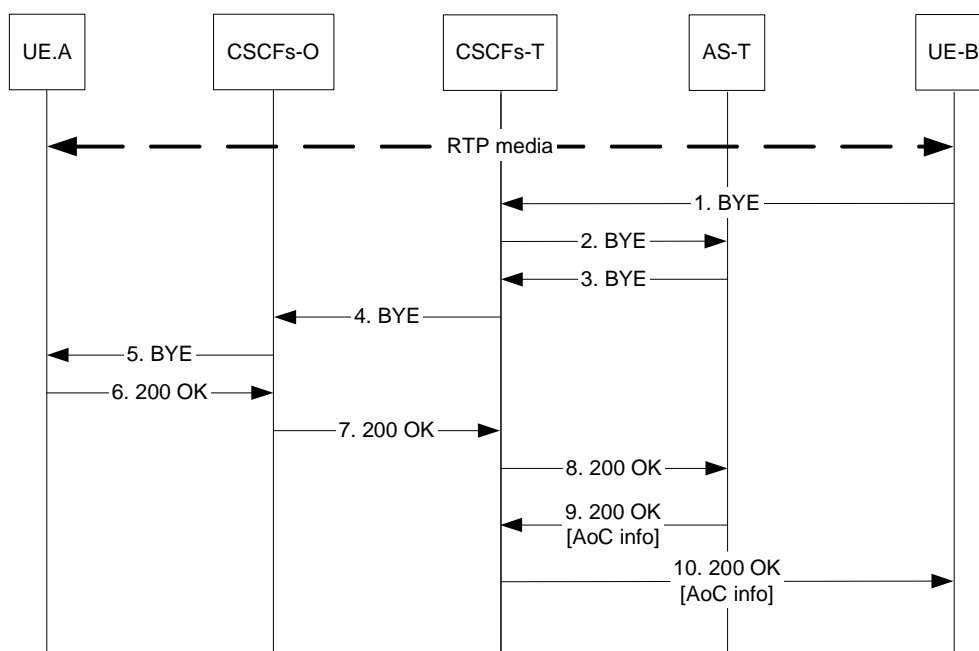 UE.A
CSCFs-O
CSCFs-T
AS-T
UE-B
RTP media
1. BYE
2. BYE
3. BYE
4. BYE
5. BYE
6. 200 OK
7. 200 OK
8. 200 OK
9. 200 OK
[AoC info]
10. 200 OK
[AoC info]